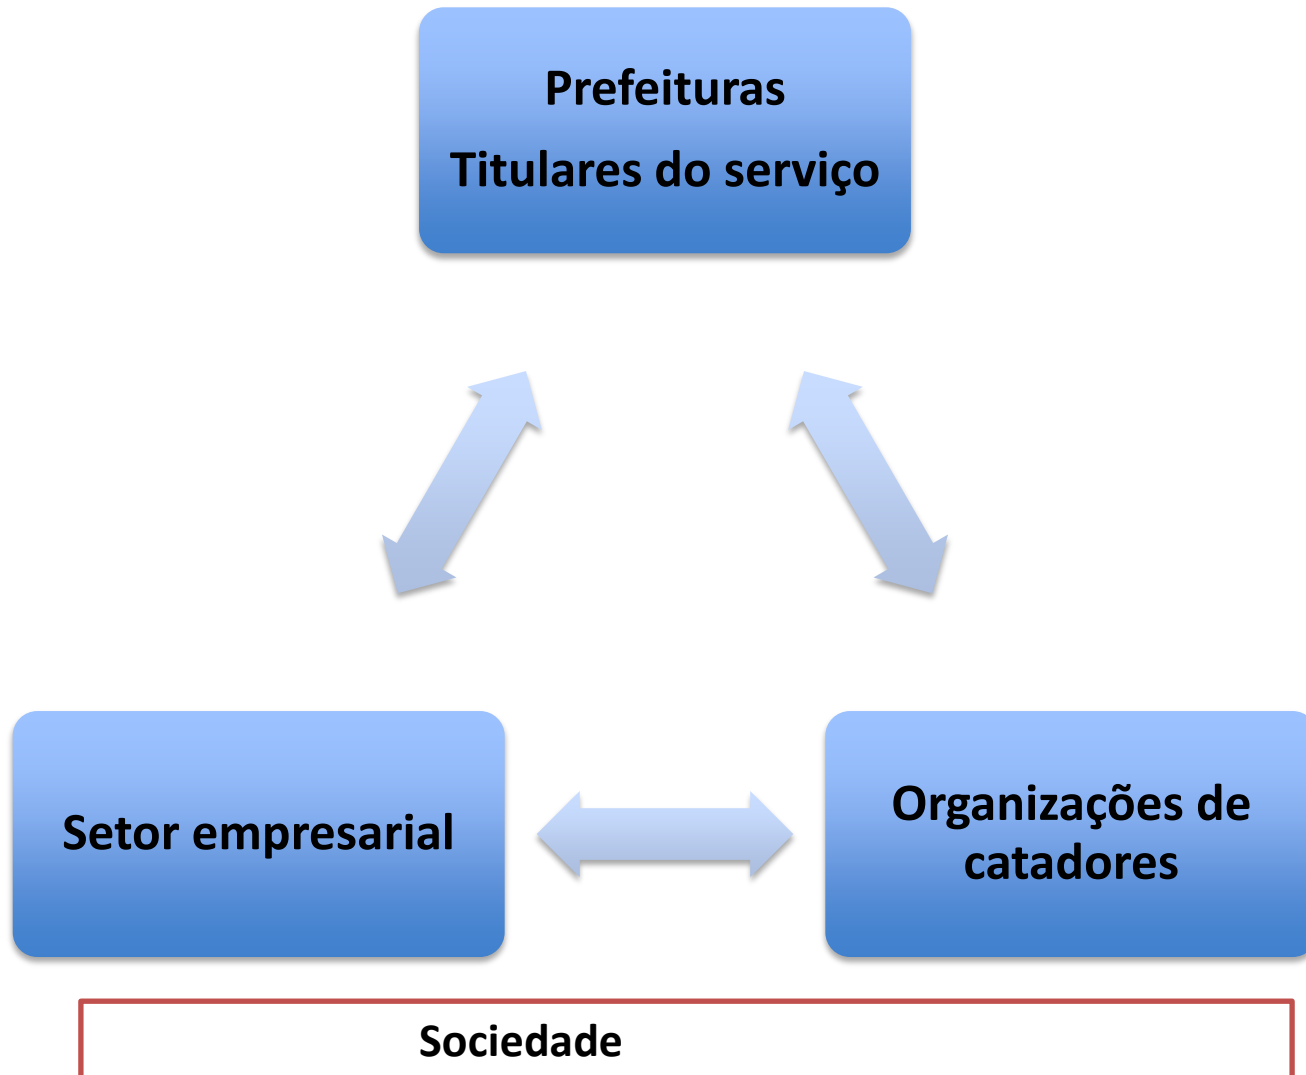 Prefeituras
Titulares do serviço
Setor empresarial
Organizações de
catadores
Sociedade